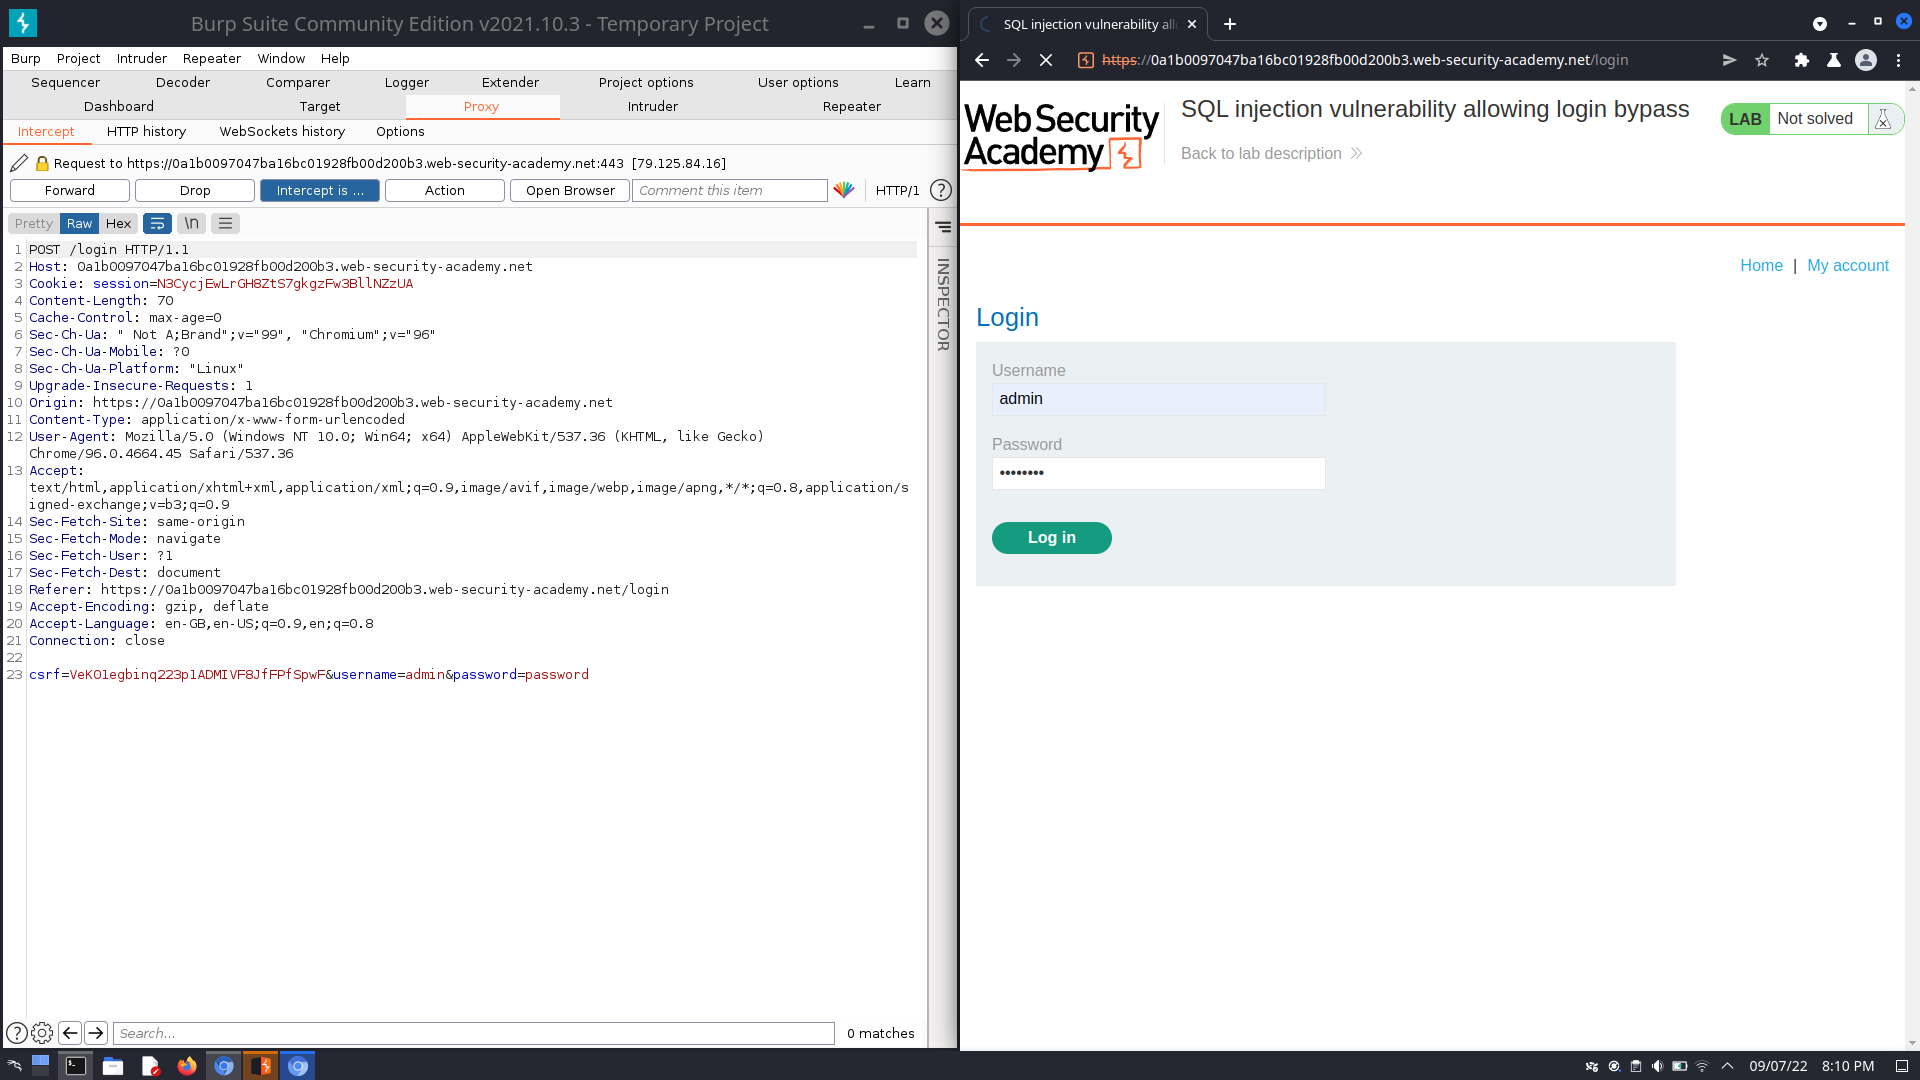 Burp Suite Community Edition v2021.10.3 - Temporary Project
Burp Project Intruder Repeater Window Help
Sequencer Decoder Comparer Logger Extender Project options User options Learn
Dashboard Target Proxy Intruder Repeater
Intercept HTTP history WebSockets history Options
Request to https://0a1b0097047ba16bc01928fb00d200b3.web-security-academy.net:443 [79.125.84.16]
Forward Drop Intercept is ... Action Open Browser Comment this item HTTP/1 ?
Pretty Raw Hex \n
INSPECTOR
1 POST /login HTTP/1.1
2 Host: 0a1b0097047ba16bc01928fb00d200b3.web-security-academy.net
3 Cookie: session=N3CycjEwLrGH8ZtS7gkgzFw3BllNZzUA
4 Content-Length: 70
5 Cache-Control: max-age=0
6 Sec-Ch-Ua: " Not A;Brand";v="99", "Chromium";v="96"
7 Sec-Ch-Ua-Mobile: ?0
8 Sec-Ch-Ua-Platform: "Linux"
9 Upgrade-Insecure-Requests: 1
10 Origin: https://0a1b0097047ba16bc01928fb00d200b3.web-security-academy.net
11 Content-Type: application/x-www-form-urlencoded
12 User-Agent: Mozilla/5.0 (Windows NT 10.0; Win64; x64) AppleWebKit/537.36 (KHTML, like Gecko)
Chrome/96.0.4664.45 Safari/537.36
13 Accept:
text/html,application/xhtml+xml,application/xml;q=0.9,image/avif,image/webp,image/apng,*/*;q=0.8,application/s
igned-exchange;v=b3;q=0.9
14 Sec-Fetch-Site: same-origin
15 Sec-Fetch-Mode: navigate
16 Sec-Fetch-User: ?1
17 Sec-Fetch-Dest: document
18 Referer: https://0a1b0097047ba16bc01928fb00d200b3.web-security-academy.net/login
19 Accept-Encoding: gzip, deflate
20 Accept-Language: en-GB,en-US;q=0.9,en;q=0.8
21 Connection: close
22
23 csrf=VeKOlegbinq223plADMIVF8JfFPfSpwF&username=admin&password=password
? Search... 0 matches
SQL injection vulnerability all
https://0a1b0097047ba16bc01928fb00d200b3.web-security-academy.net/login
Web Security
Academy
SQL injection vulnerability allowing login bypass
Back to lab description
LAB Not solved
Home | My account
Login
Username
admin
Password
••••••••
Log in
09/07/22 8:10 PM